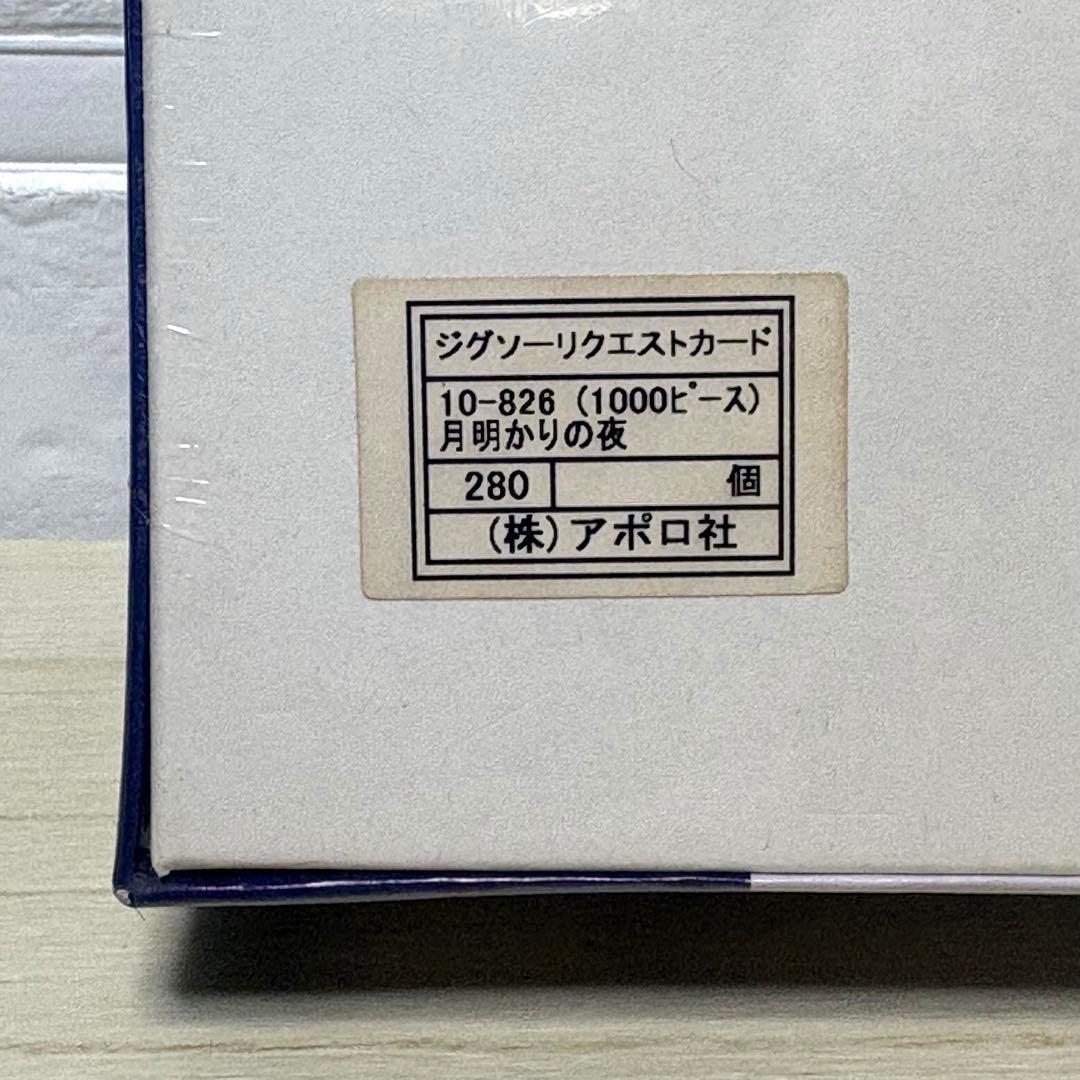 ジグソーリクエストカード
10-826 (1000ﾋﾟース)
月明かりの夜
280 個
(株)アポロ社